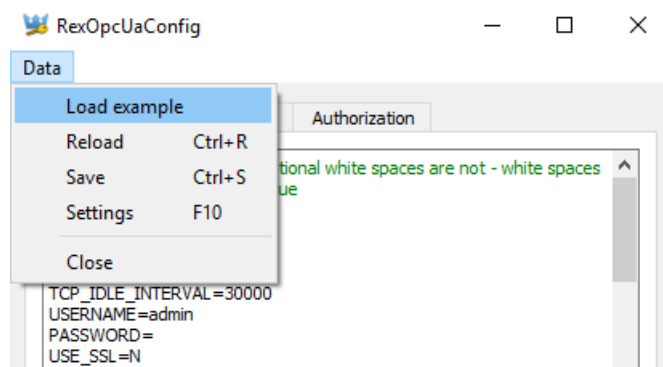 RexOpcUaConfig
Data
Load example
Authorization
Reload Ctrl+R
tional white spaces are not - white spaces
Save Ctrl+S
ue
Settings F10
Close
TCP_IDLE_INTERVAL=30000
USERNAME=admin
PASSWORD=
USE_SSL=N